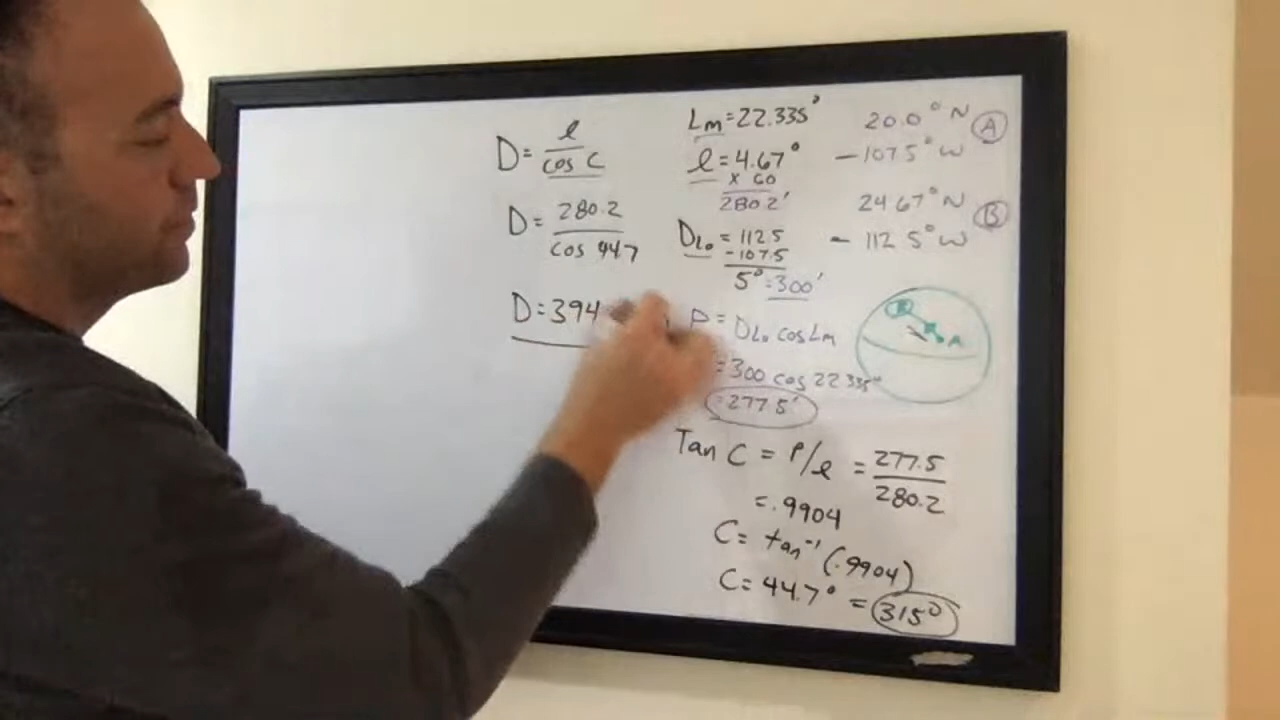 D = l / cos C
D = 280.2 / cos 44.7
D = 394
Lm = 22.335°
l = 4.67°
x 60
280.2'
DLo = 112.5
-107.5
5° = 300'
P = DLo cos Lm
= 300 cos 22.335°
= 277.5'
Tan C = P/l = 277.5 / 280.2
= .9904
C = tan⁻¹ (.9904)
C = 44.7° = 315°
20.0° N A
-107.5° W
24.67° N B
- 112.5° W
B
A